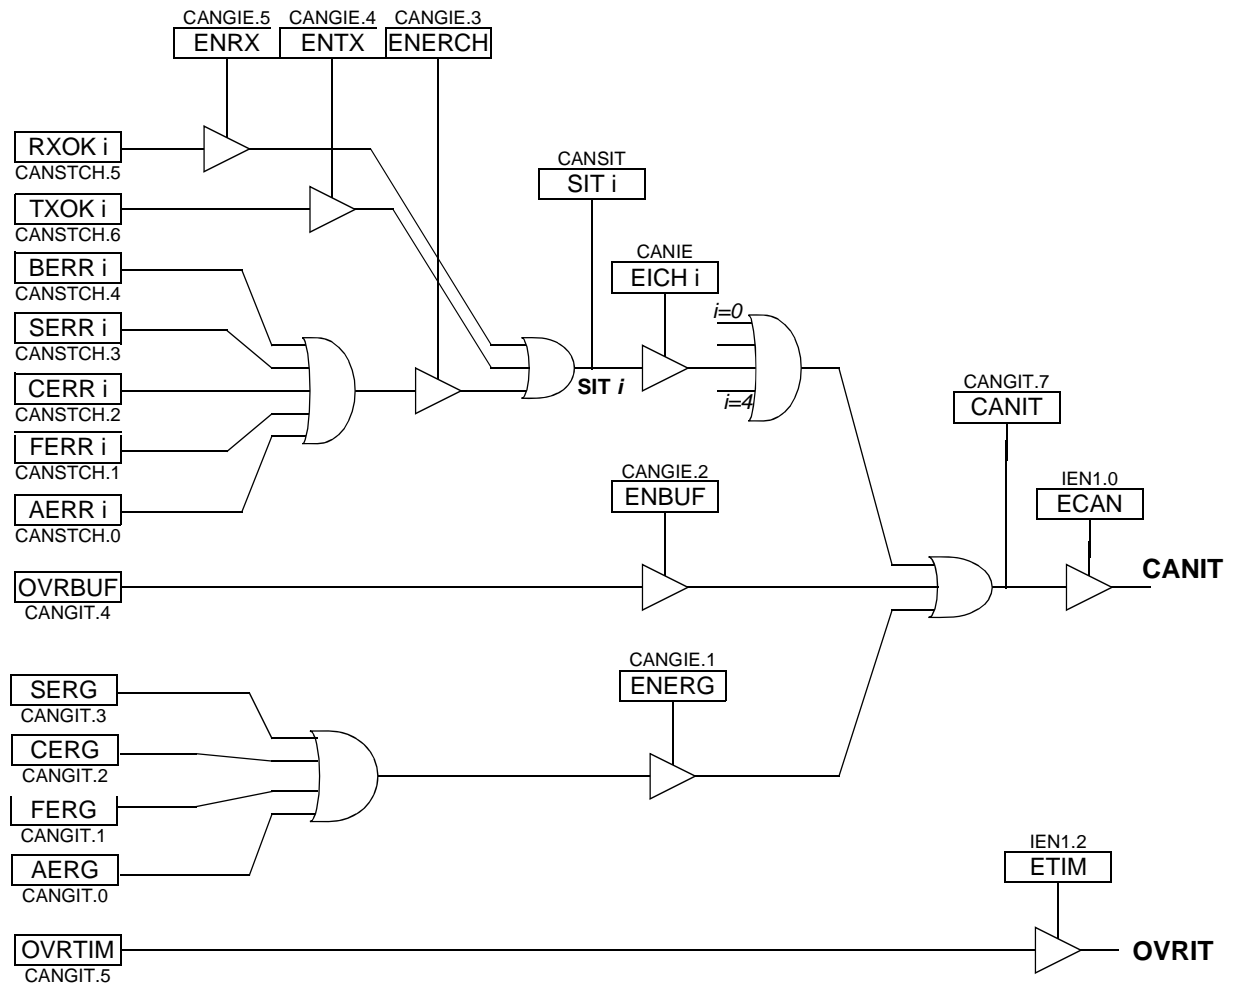 CANGIE.5 CANGIE.4 CANGIE.3
ENRX ENTX ENERCH
RXOK i
CANSTCH.5
TXOK i
CANSTCH.6
BERR i
CANSTCH.4
SERR i
CANSTCH.3
CERR i
CANSTCH.2
FERR i
CANSTCH.1
AERR i
CANSTCH.0
CANSIT
SIT i
SIT i
CANIE
EICH i
i=0
i=4
CANGIT.7
CANIT
CANGIE.2
ENBUF
IEN1.0
ECAN
CANIT
OVRBUF
CANGIT.4
CANGIE.1
ENERG
SERG
CANGIT.3
CERG
CANGIT.2
FERG
CANGIT.1
AERG
CANGIT.0
IEN1.2
ETIM
OVRTIM
CANGIT.5
OVRIT